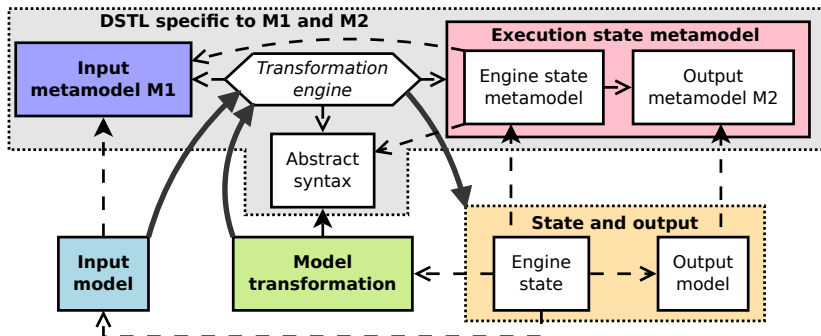 DSTL specific to M1 and M2
Execution state metamodel
Input
metamodel M1
Transformation
engine
Engine state
metamodel
Output
metamodel M2
Abstract
syntax
State and output
Input
model
Model
transformation
Engine
state
Output
model